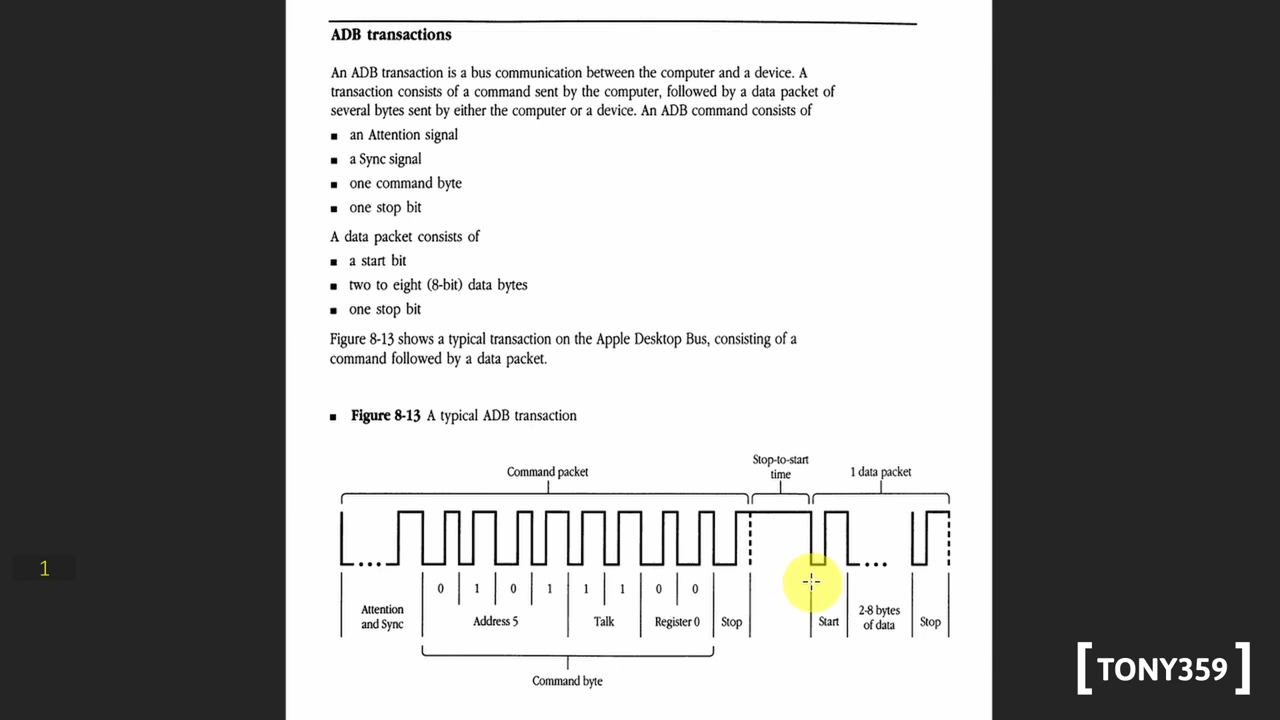 ADB transactions
An ADB transaction is a bus communication between the computer and a device. A
transaction consists of a command sent by the computer, followed by a data packet of
several bytes sent by either the computer or a device. An ADB command consists of
■ an Attention signal
■ a Sync signal
■ one command byte
■ one stop bit
A data packet consists of
■ a start bit
■ two to eight (8-bit) data bytes
■ one stop bit
Figure 8-13 shows a typical transaction on the Apple Desktop Bus, consisting of a
command followed by a data packet.
■ Figure 8-13 A typical ADB transaction
Command packet
Stop-to-start
time
1 data packet
1
0 1 0 1 1 1 0 0
Attention
and Sync
Address 5
Talk
Register 0
Stop
Start
2-8 bytes
of data
Stop
Command byte
[TONY359]